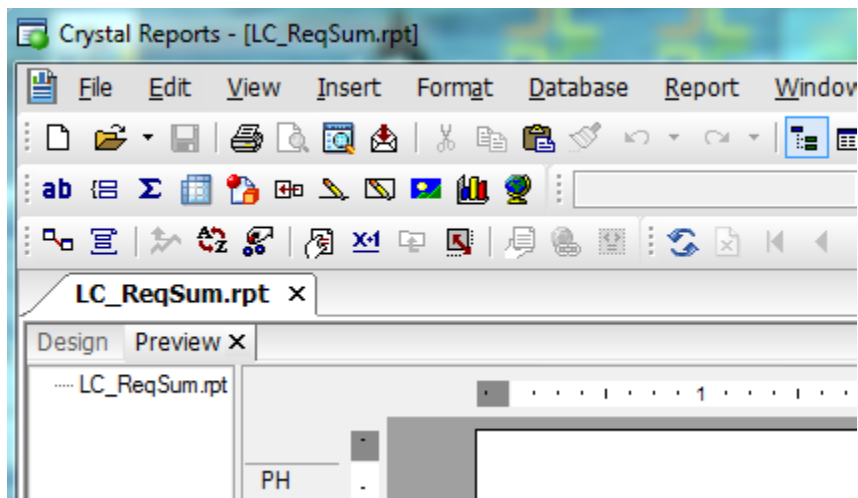 Crystal Reports - [LC_ReqSum.rpt]
File Edit View Insert Format Database Report Window
ab Σ
X+1
LC_ReqSum.rpt ×
Design Preview ×
LC_ReqSum.rpt
1
PH